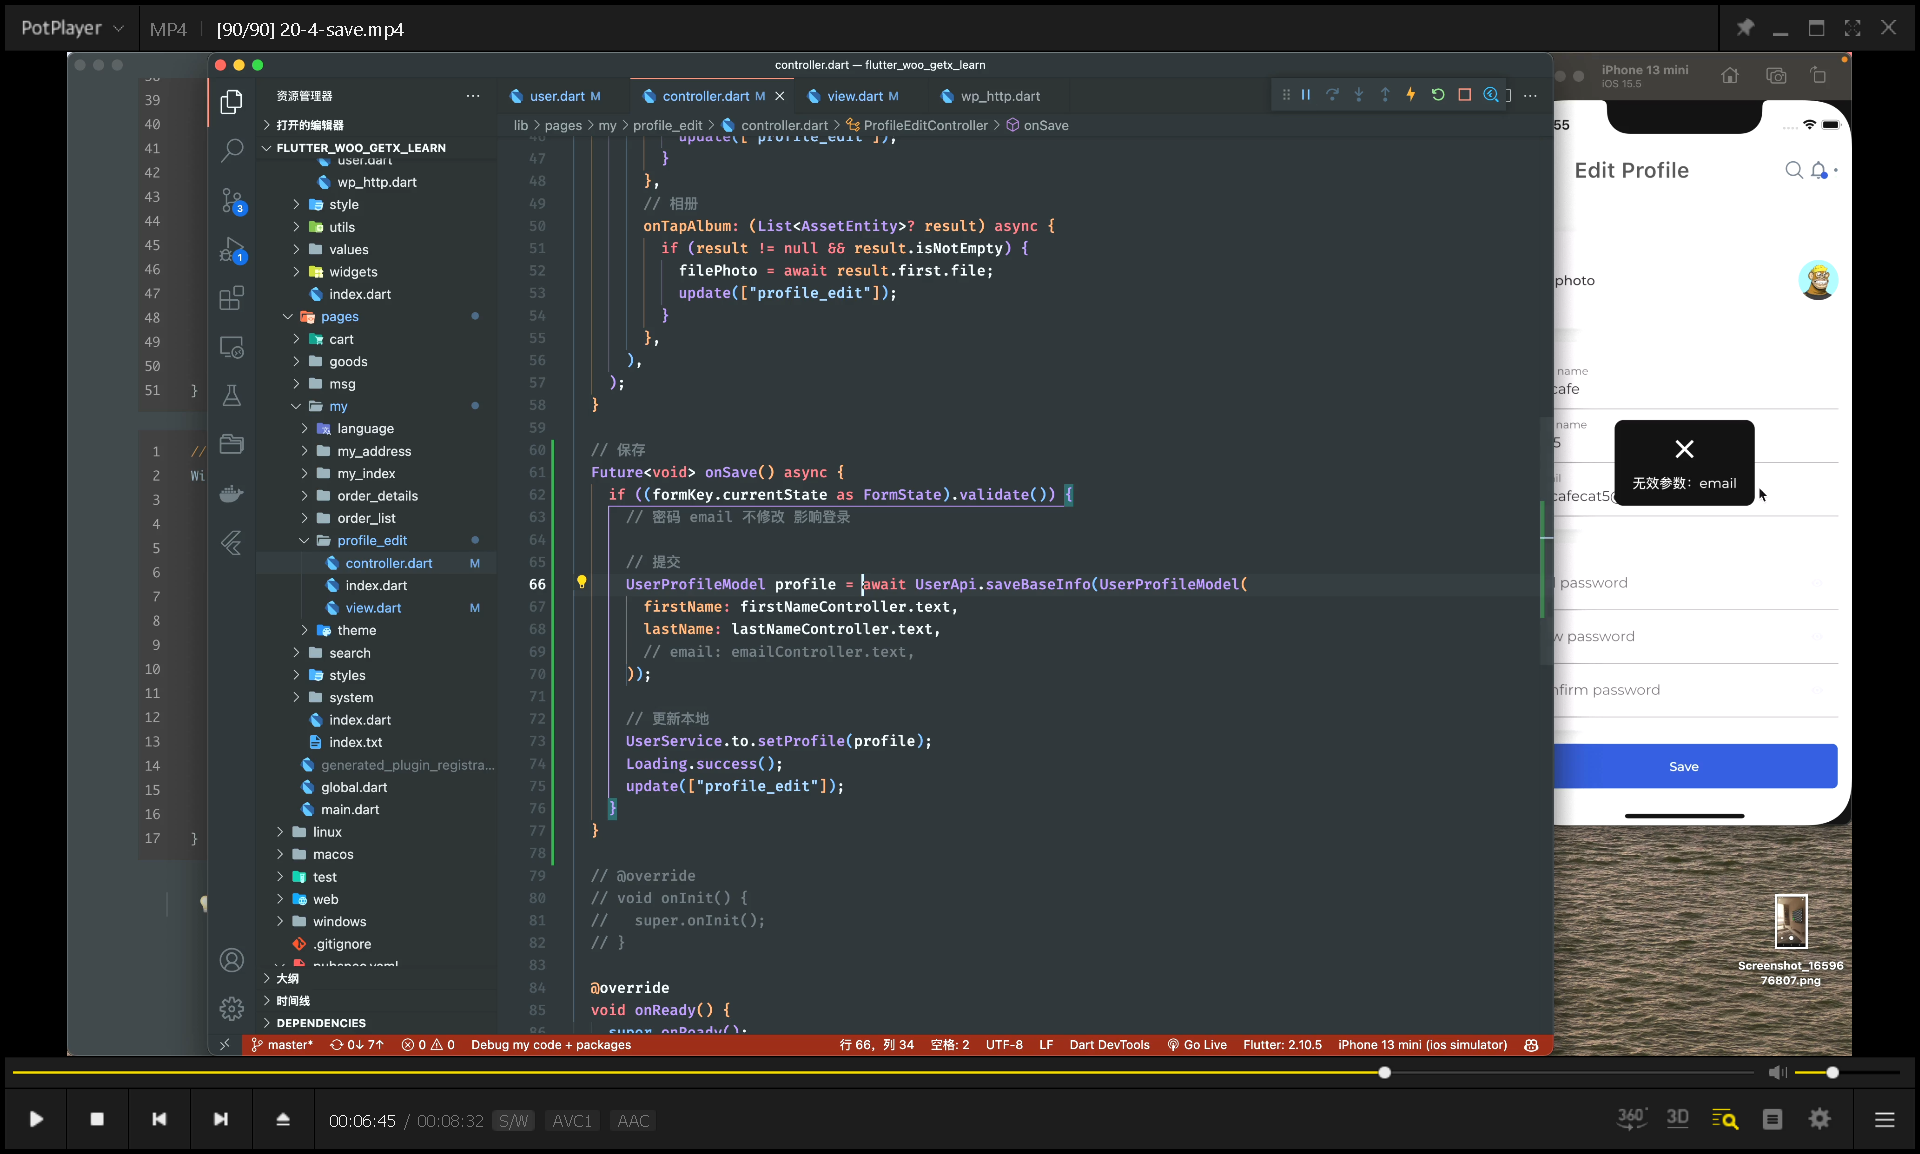 PotPlayer
MP4
[90/90] 20-4-save.mp4
controller.dart — flutter_woo_getx_learn
iPhone 13 mini
iOS 15.5
资源管理器
user.dart M
controller.dart M
view.dart M
wp_http.dart
打开的编辑器
lib > pages > my > profile_edit > controller.dart > ProfileEditController > onSave
FLUTTER_WOO_GETX_LEARN
user.dart
wp_http.dart
style
utils
values
widgets
index.dart
pages
cart
goods
msg
my
language
my_address
my_index
order_details
order_list
profile_edit
controller.dart M
index.dart
view.dart M
theme
search
styles
system
index.dart
index.txt
generated_plugin_registra...
global.dart
main.dart
linux
macos
test
web
windows
.gitignore
pubspec.yaml
大纲
时间线
DEPENDENCIES
3
1
39
40
41
42
43
44
45
46
47
48
49
50
51 }
1 //
2 Wi
3
4
5
6
7
8
9
10
11
12
13
14
15
16
17 }
46 update(["profile_edit"]);
47 }
48 },
49 // 相册
50 onTapAlbum: (List<AssetEntity>? result) async {
51 if (result != null && result.isNotEmpty) {
52 filePhoto = await result.first.file;
53 update(["profile_edit"]);
54 }
55 },
56 ),
57 );
58 }
59
60 // 保存
61 Future<void> onSave() async {
62 if ((formKey.currentState as FormState).validate()) {
63 // 密码 email 不修改 影响登录
64
65 // 提交
66 UserProfileModel profile = await UserApi.saveBaseInfo(UserProfileModel(
67 firstName: firstNameController.text,
68 lastName: lastNameController.text,
69 // email: emailController.text,
70 ));
71
72 // 更新本地
73 UserService.to.setProfile(profile);
74 Loading.success();
75 update(["profile_edit"]);
76 }
77 }
78
79 // @override
80 // void onInit() {
81 // super.onInit();
82 // }
83
84 @override
85 void onReady() {
86 super.onReady();
55
Edit Profile
photo
name
cafe
name
5
il
cafecat5@
无效参数：email
password
w password
nfirm password
Save
Screenshot_16596
76807.png
master*
0↓ 7↑
0
0
Debug my code + packages
行 66，列 34
空格: 2
UTF-8
LF
Dart DevTools
Go Live
Flutter: 2.10.5
iPhone 13 mini (ios simulator)
00:06:45 / 00:08:32
S/W
AVC1
AAC
360°
3D